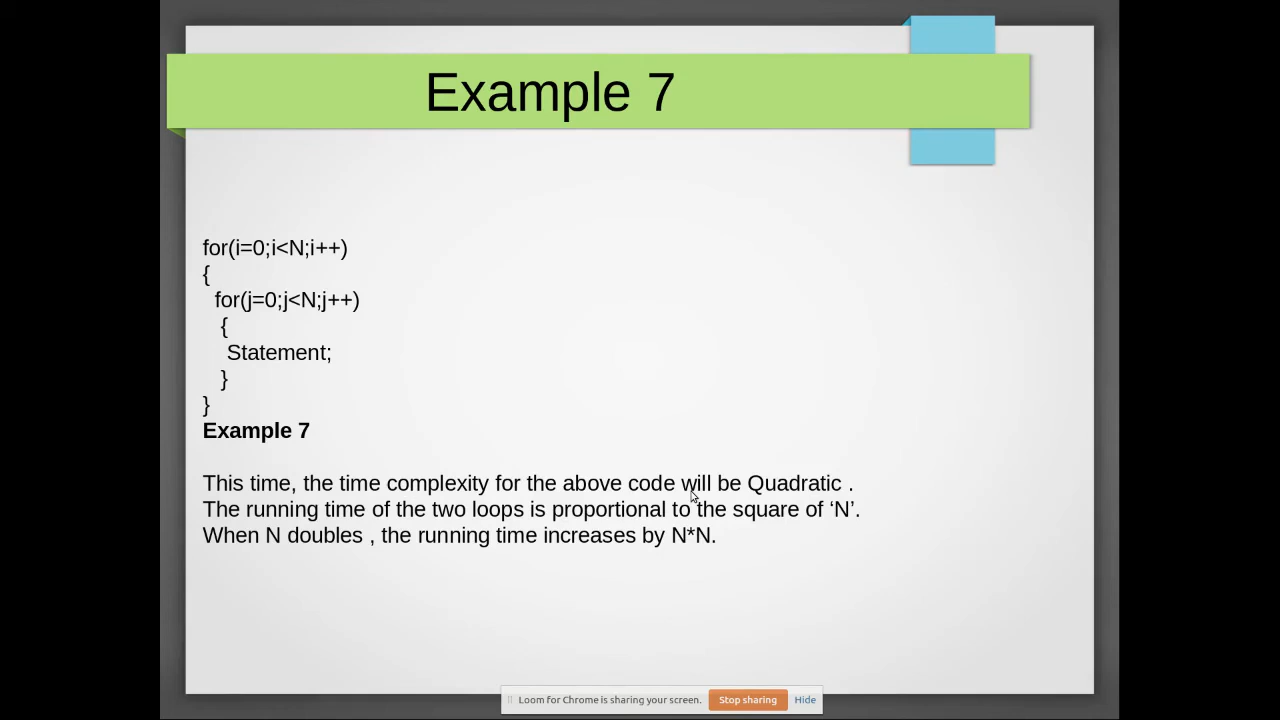 Example 7
for(i=0;i<N;i++)
{
for(j=0;j<N;j++)
{
Statement;
}
}
Example 7
This time, the time complexity for the above code will be Quadratic .
The running time of the two loops is proportional to the square of ‘N’.
When N doubles , the running time increases by N*N.
Loom for Chrome is sharing your screen. Stop sharing Hide